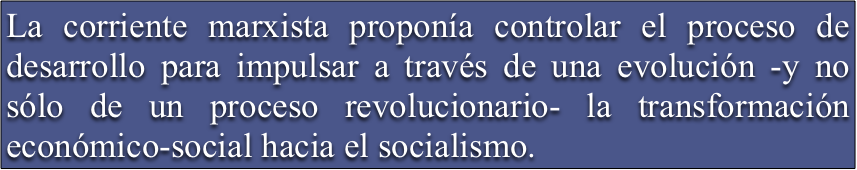 La corriente marxista proponía controlar el proceso de
desarrollo para impulsar a través de una evolución -y no
sólo de un proceso revolucionario- la transformación
económico-social hacia el socialismo.